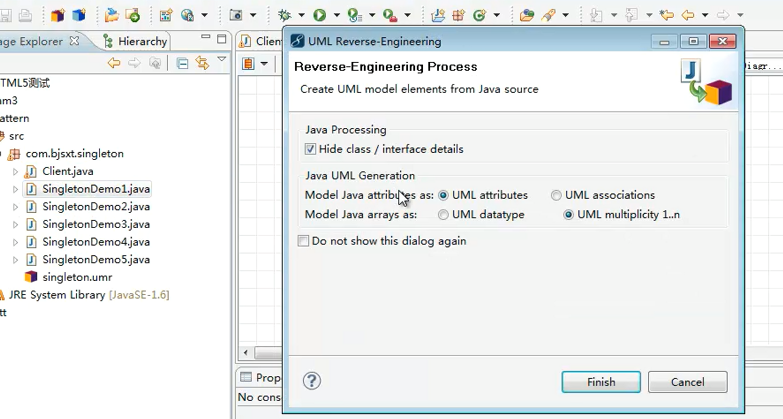 age Explorer
Hierarchy
TML5测试
am3
attern
src
com.bjsxt.singleton
Client.java
SingletonDemo1.java
SingletonDemo2.java
SingletonDemo3.java
SingletonDemo4.java
SingletonDemo5.java
singleton.umr
JRE System Library [JavaSE-1.6]
tt
Clien
Diagr...
UML Reverse-Engineering
Reverse-Engineering Process
Create UML model elements from Java source
Java Processing
Hide class / interface details
Java UML Generation
Model Java attributes as: UML attributes UML associations
Model Java arrays as: UML datatype UML multiplicity 1..n
Do not show this dialog again
Finish Cancel
Prope
No cons